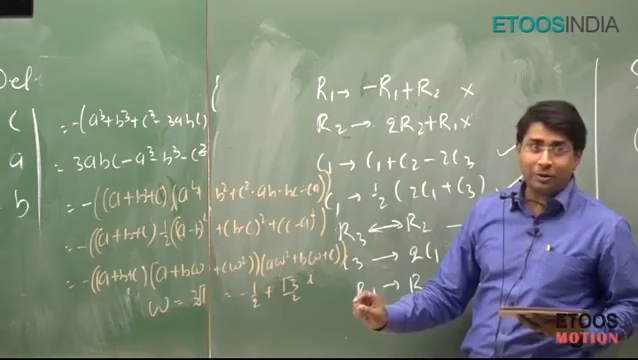 ETOOSINDIA
Del.
c = -(a³+b³+c³-3abc)
a = 3abc-a³-b³-c³
b = -((a+b+c)(a²+b²+c²-ab-bc-ca))
= -((a+b+c)½((a-b)²+(b-c)²+(c-a)²))
= -((a+b+c)(a+bω+cω²)(aω²+bω+c))
ω = ∛1 = -1/2 + √3/2 i
R₁→ -R₁+R₂ ×
R₂→ 2R₂+R₁ ×
C₁→ C₁+C₂-2C₃ ✓
C₁→ ½(2C₁+C₃) ✓
R₃ ↔ R₂ -
C₃ → 2C₁
R₁→ R
ETOOS
MOTION